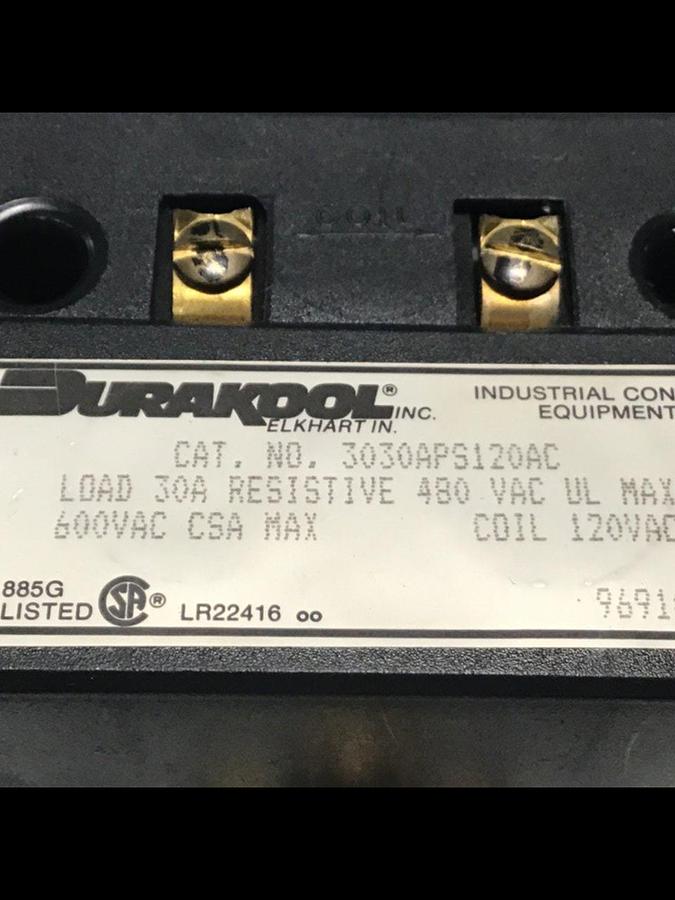 COIL
DURAKOOL® INC.
ELKHART IN.
INDUSTRIAL CON
EQUIPMENT
CAT. NO. 3030APS120AC
LOAD 30A RESISTIVE 480 VAC UL MAX
600VAC CSA MAX COIL 120VAC
885G
LISTED SA® LR22416 oo
9691